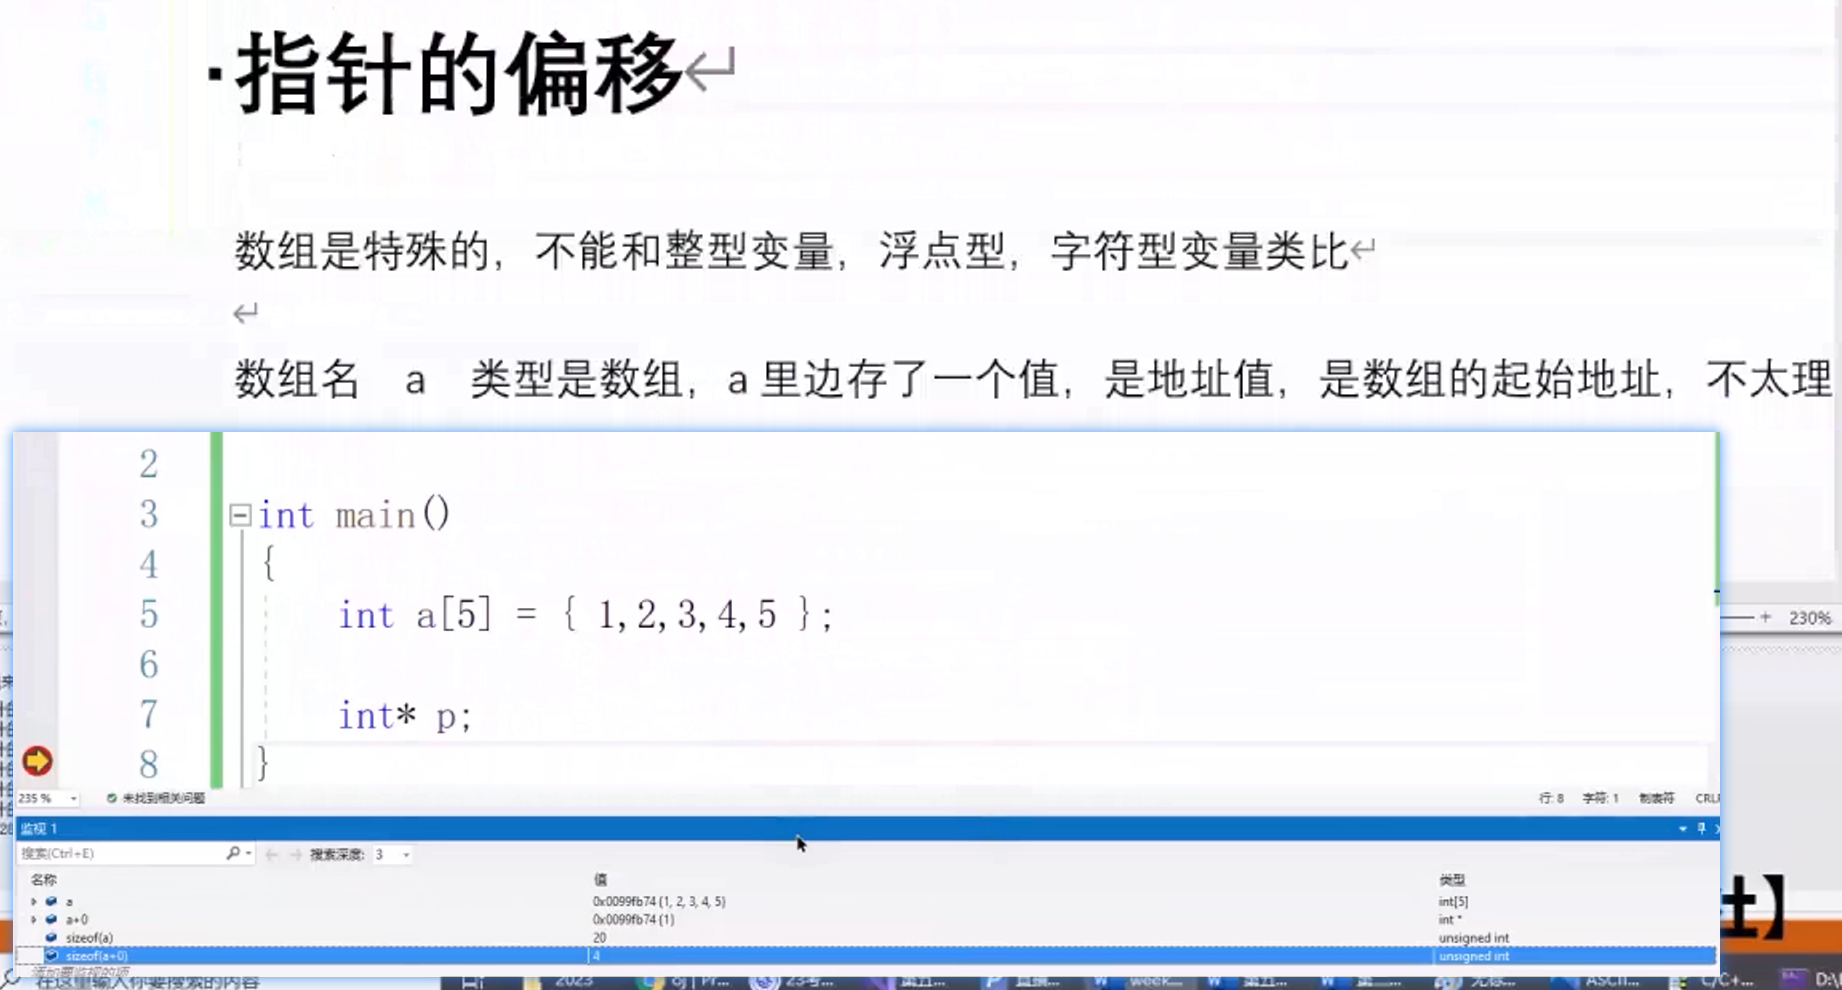 ·指针的偏移
数组是特殊的，不能和整型变量，浮点型，字符型变量类比
数组名 a 类型是数组，a 里边存了一个值，是地址值，是数组的起始地址，不太理
2
3 int main()
4 {
5 int a[5] = { 1,2,3,4,5 };
6
7 int* p;
8 }
230%
235 % 未找到相关问题 行: 8 字符: 1 制表符 CRL
监视 1
搜索(Ctrl+E) 搜索深度: 3
名称 值 类型
a 0x0099fb74 {1, 2, 3, 4, 5} int[5]
a+0 0x0099fb74 {1} int *
sizeof(a) 20 unsigned int
sizeof(a+0) 4 unsigned int
添加要监视的项
在这里输入你要搜索的内容 2023 week... ASCII... C/C+... D:\